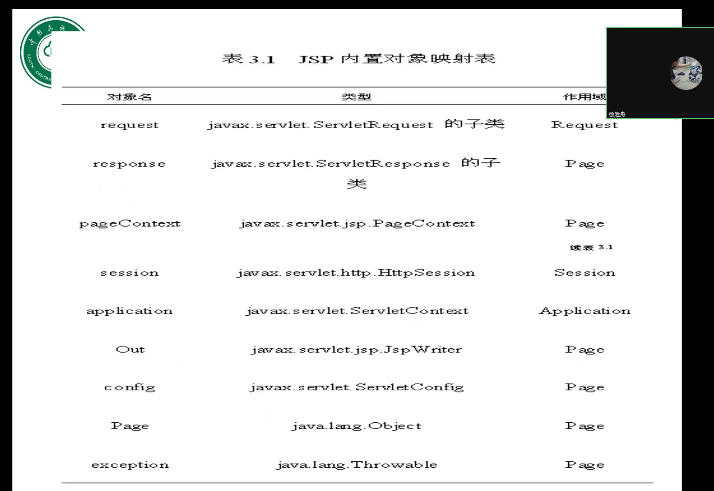 表 3.1 JSP 内置对象映射表
对象名 类型 作用域
request javax.servlet.ServletRequest 的子类 Request
response javax.servlet.ServletResponse 的子类 Page
pageContext javax.servlet.jsp.PageContext Page
续表 3.1
session javax.servlet.http.HttpSession Session
application javax.servlet.ServletContext Application
Out javax.servlet.jsp.JspWriter Page
config javax.servlet.ServletConfig Page
Page java.lang.Object Page
exception java.lang.Throwable Page